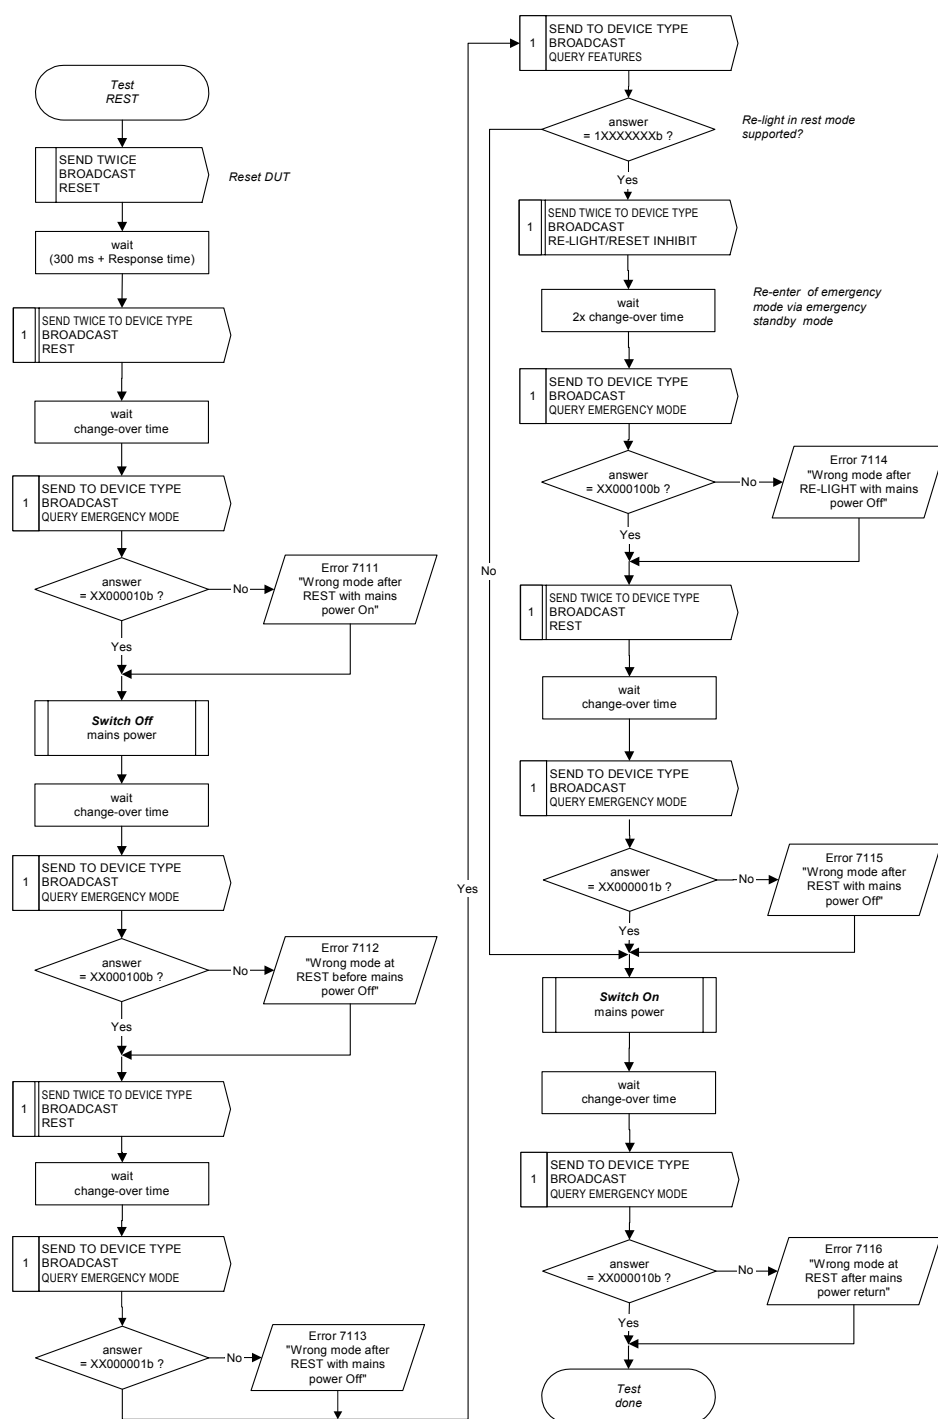 Test
REST
SEND TWICE
BROADCAST
RESET
Reset DUT
wait
(300 ms + Response time)
1
SEND TWICE TO DEVICE TYPE
BROADCAST
REST
wait
change-over time
1
SEND TO DEVICE TYPE
BROADCAST
QUERY EMERGENCY MODE
answer
= XX000010b ?
No
Error 7111
"Wrong mode after
REST with mains
power On"
Yes
Switch Off
mains power
wait
change-over time
1
SEND TO DEVICE TYPE
BROADCAST
QUERY EMERGENCY MODE
answer
= XX000100b ?
No
Error 7112
"Wrong mode at
REST before mains
power Off"
Yes
1
SEND TWICE TO DEVICE TYPE
BROADCAST
REST
wait
change-over time
1
SEND TO DEVICE TYPE
BROADCAST
QUERY EMERGENCY MODE
answer
= XX000001b ?
No
Error 7113
"Wrong mode after
REST with mains
power Off"
Yes
1
SEND TO DEVICE TYPE
BROADCAST
QUERY FEATURES
answer
= 1XXXXXXXb ?
Re-light in rest mode
supported?
Yes
No
1
SEND TWICE TO DEVICE TYPE
BROADCAST
RE-LIGHT/RESET INHIBIT
wait
2x change-over time
Re-enter of emergency
mode via emergency
standby mode
1
SEND TO DEVICE TYPE
BROADCAST
QUERY EMERGENCY MODE
answer
= XX000100b ?
No
Error 7114
"Wrong mode after
RE-LIGHT with mains
power Off"
Yes
1
SEND TWICE TO DEVICE TYPE
BROADCAST
REST
wait
change-over time
1
SEND TO DEVICE TYPE
BROADCAST
QUERY EMERGENCY MODE
answer
= XX000001b ?
No
Error 7115
"Wrong mode after
REST with mains
power Off"
Yes
Switch On
mains power
wait
change-over time
1
SEND TO DEVICE TYPE
BROADCAST
QUERY EMERGENCY MODE
answer
= XX000010b ?
No
Error 7116
"Wrong mode at
REST after mains
power return"
Yes
Test
done